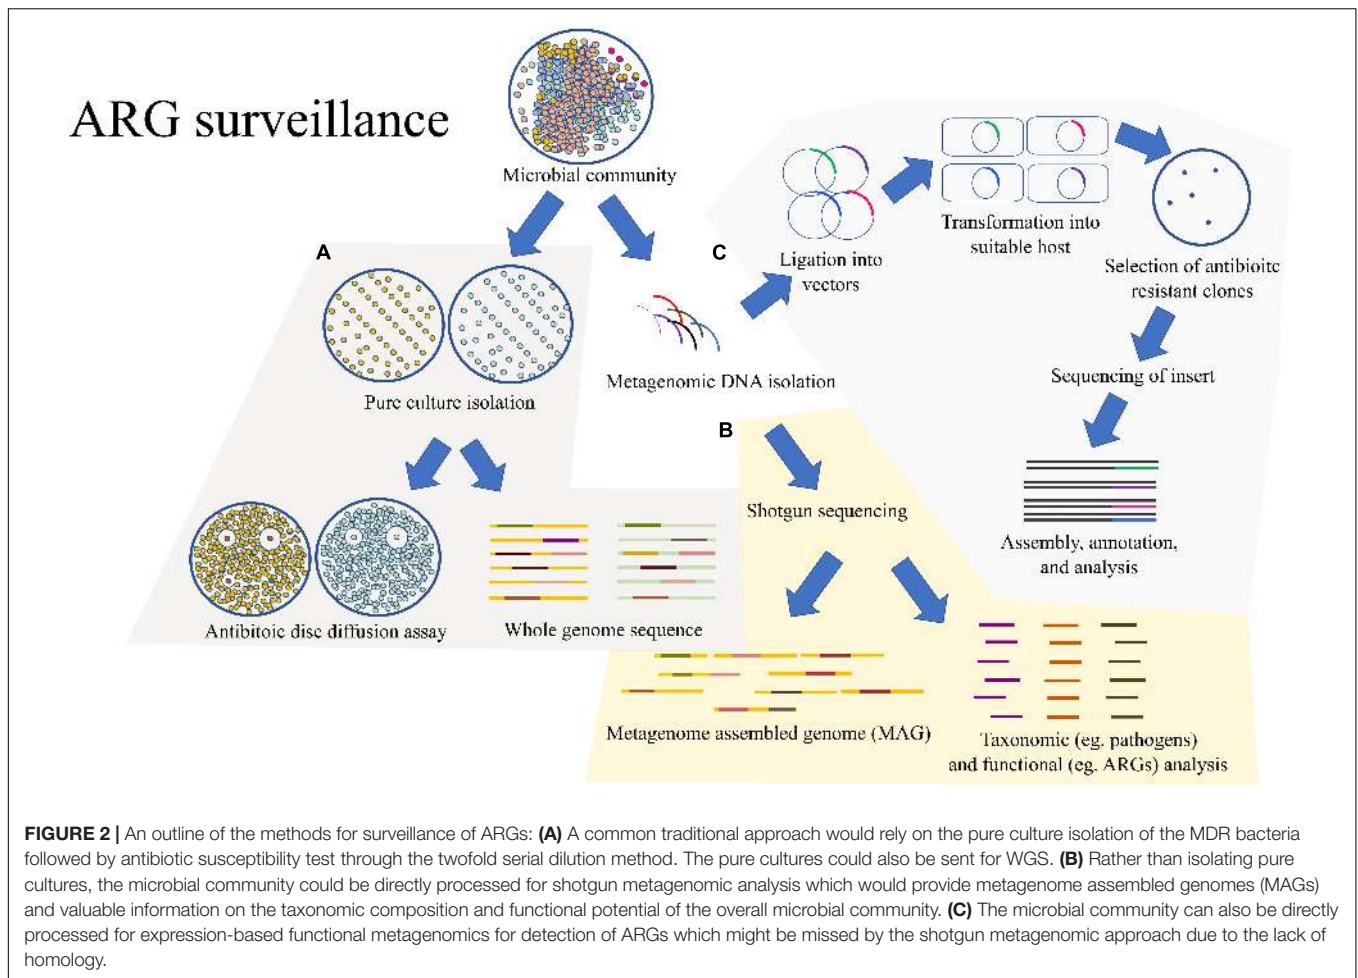 ARG surveillance
Microbial community
A
Pure culture isolation
Antibitoic disc diffusion assay
Whole genome sequence
Metagenomic DNA isolation
B
Shotgun sequencing
Metagenome assembled genome (MAG)
Taxonomic (eg. pathogens)
and functional (eg. ARGs) analysis
C
Ligation into
vectors
Transformation into
suitable host
Selection of antibioitc
resistant clones
Sequencing of insert
Assembly, annotation,
and analysis
FIGURE 2 | An outline of the methods for surveillance of ARGs: (A) A common traditional approach would rely on the pure culture isolation of the MDR bacteria
followed by antibiotic susceptibility test through the twofold serial dilution method. The pure cultures could also be sent for WGS. (B) Rather than isolating pure
cultures, the microbial community could be directly processed for shotgun metagenomic analysis which would provide metagenome assembled genomes (MAGs)
and valuable information on the taxonomic composition and functional potential of the overall microbial community. (C) The microbial community can also be directly
processed for expression-based functional metagenomics for detection of ARGs which might be missed by the shotgun metagenomic approach due to the lack of
homology.